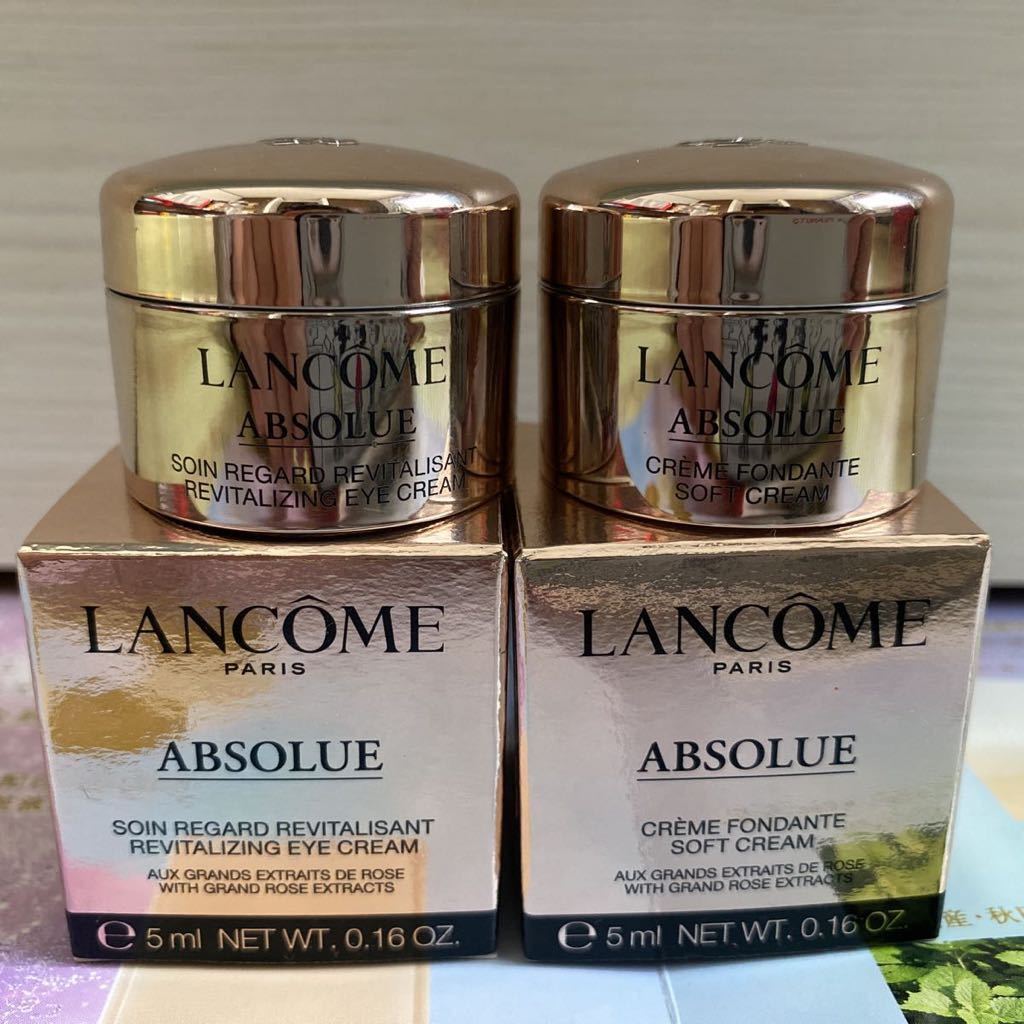 LANCÔME
ABSOLUE
SOIN REGARD REVITALISANT
REVITALIZING EYE CREAM
LANCÔME
ABSOLUE
CRÈME FONDANTE
SOFT CREAM
LANCÔME
PARIS
ABSOLUE
SOIN REGARD REVITALISANT
REVITALIZING EYE CREAM
AUX GRANDS EXTRAITS DE ROSE
WITH GRAND ROSE EXTRACTS
℮ 5 ml NET WT. 0.16 OZ.
LANCÔME
PARIS
ABSOLUE
CRÈME FONDANTE
SOFT CREAM
AUX GRANDS EXTRAITS DE ROSE
WITH GRAND ROSE EXTRACTS
℮ 5 ml NET WT. 0.16 OZ.
産・秋